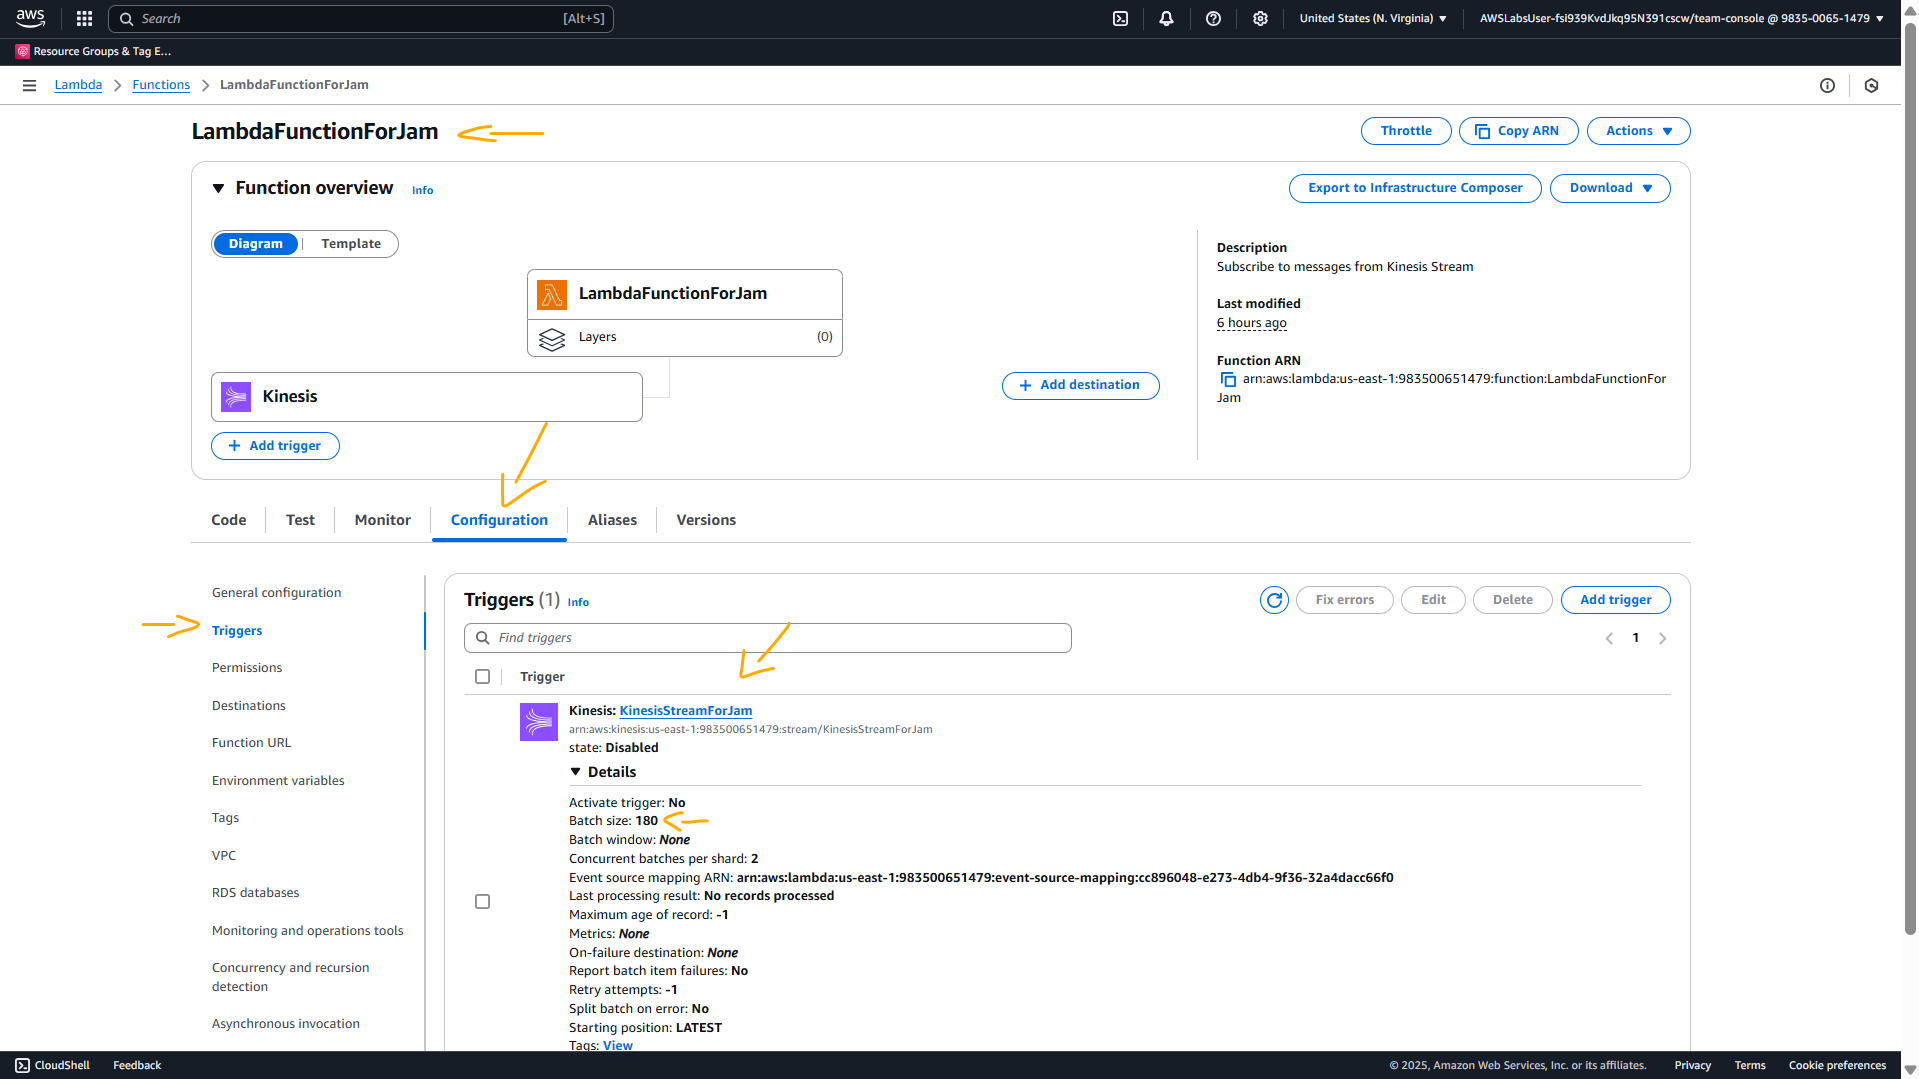 aws
Search [Alt+S]
United States (N. Virginia) ▼
AWSLabsUser-fsi939KvdJkq95N391cscw/team-console @ 9835-0065-1479 ▼
Resource Groups & Tag E...
Lambda > Functions > LambdaFunctionForJam
LambdaFunctionForJam
Throttle
Copy ARN
Actions ▼
Function overview Info
Export to Infrastructure Composer
Download ▼
Diagram | Template
LambdaFunctionForJam
Layers (0)
Kinesis
+ Add trigger
+ Add destination
Description
Subscribe to messages from Kinesis Stream
Last modified
6 hours ago
Function ARN
arn:aws:lambda:us-east-1:983500651479:function:LambdaFunctionFor
Jam
Code
Test
Monitor
Configuration
Aliases
Versions
General configuration
Triggers
Permissions
Destinations
Function URL
Environment variables
Tags
VPC
RDS databases
Monitoring and operations tools
Concurrency and recursion
detection
Asynchronous invocation
Triggers (1) Info
Fix errors
Edit
Delete
Add trigger
Find triggers
1
Trigger
Kinesis: KinesisStreamForJam
arn:aws:kinesis:us-east-1:983500651479:stream/KinesisStreamForJam
state: Disabled
Details
Activate trigger: No
Batch size: 180
Batch window: None
Concurrent batches per shard: 2
Event source mapping ARN: arn:aws:lambda:us-east-1:983500651479:event-source-mapping:cc896048-e273-4db4-9f36-32a4dacc66f0
Last processing result: No records processed
Maximum age of record: -1
Metrics: None
On-failure destination: None
Report batch item failures: No
Retry attempts: -1
Split batch on error: No
Starting position: LATEST
Tags: View
CloudShell
Feedback
© 2025, Amazon Web Services, Inc. or its affiliates.
Privacy
Terms
Cookie preferences